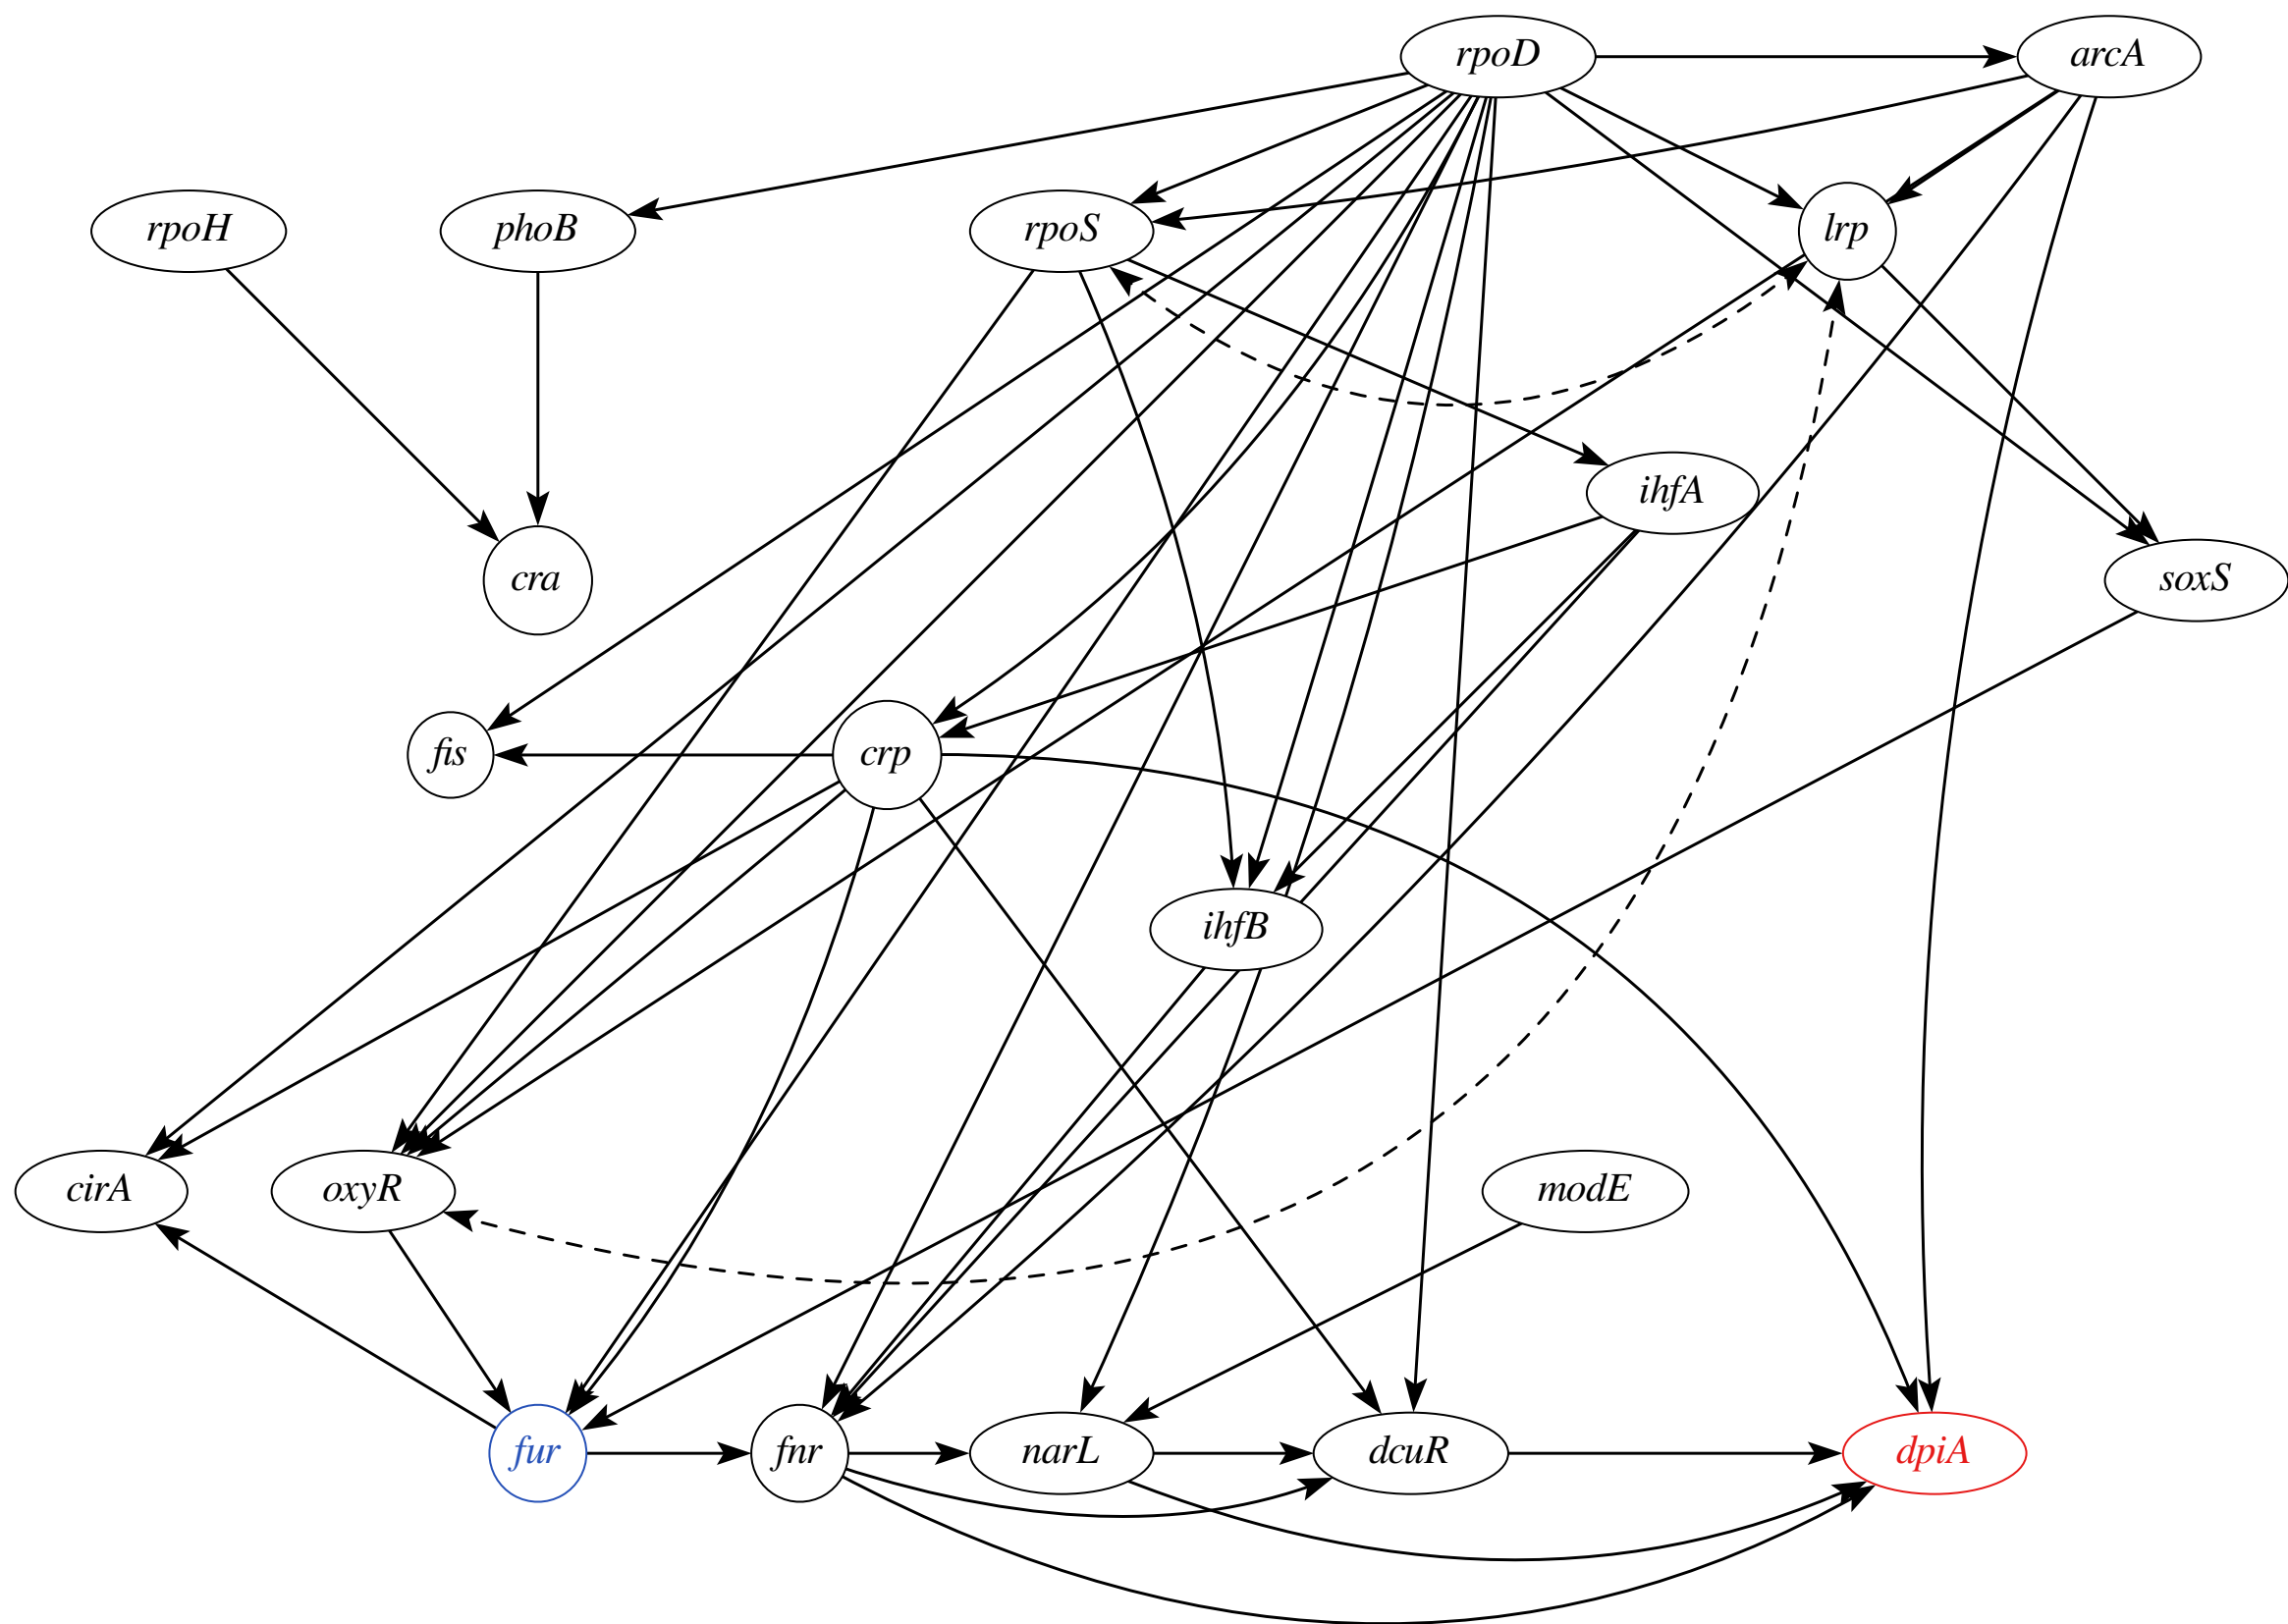 rpoD
arcA
rpoH
phoB
rpoS
lrp
ihfA
cra
soxS
fis
crp
ihfB
cirA
oxyR
modE
fur
fnr
narL
dcuR
dpiA